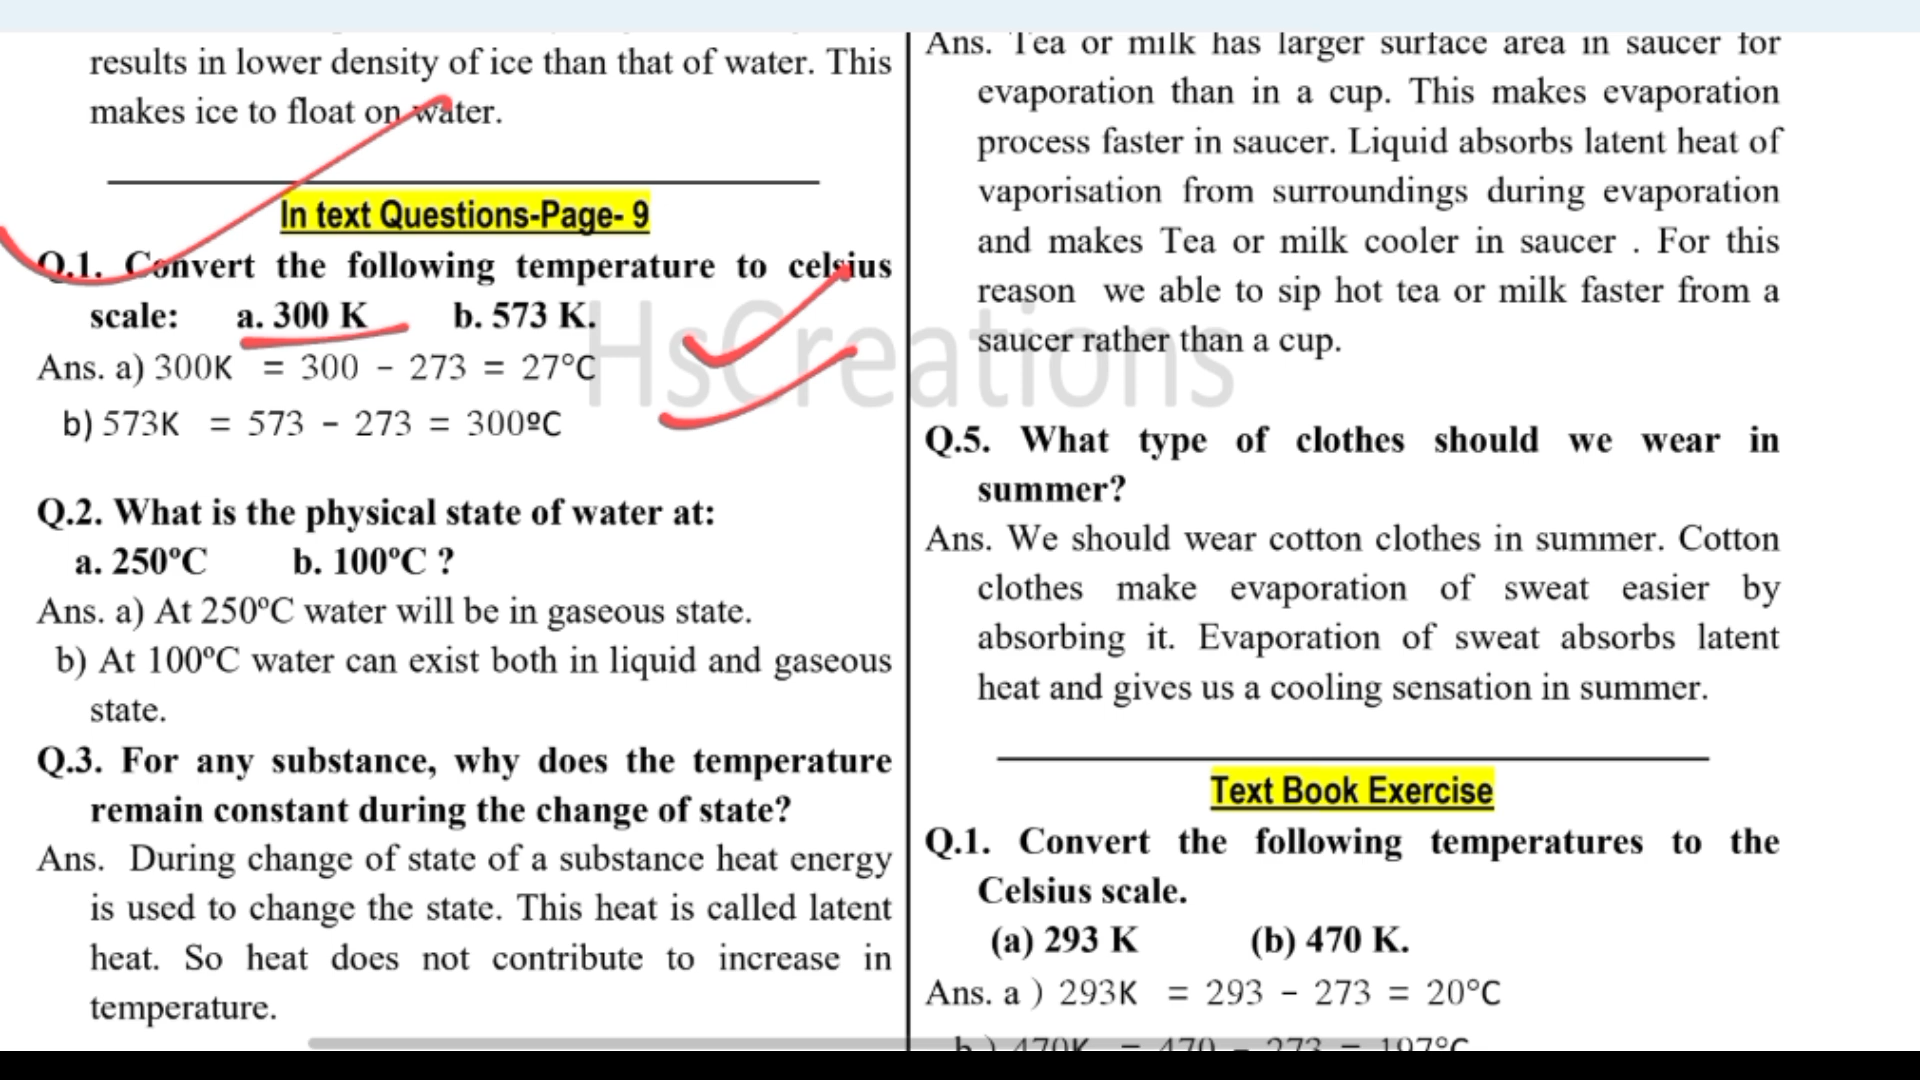 results in lower density of ice than that of water. This
makes ice to float on water.
In text Questions-Page- 9
Q.1. Convert the following temperature to celsius
scale: a. 300 K b. 573 K.
Ans. a) 300K = 300 − 273 = 27°C
b) 573K = 573 − 273 = 300ºC
Q.2. What is the physical state of water at:
a. 250ºC b. 100ºC ?
Ans. a) At 250ºC water will be in gaseous state.
b) At 100ºC water can exist both in liquid and gaseous
state.
Q.3. For any substance, why does the temperature
remain constant during the change of state?
Ans. During change of state of a substance heat energy
is used to change the state. This heat is called latent
heat. So heat does not contribute to increase in
temperature.
Ans. Tea or milk has larger surface area in saucer for
evaporation than in a cup. This makes evaporation
process faster in saucer. Liquid absorbs latent heat of
vaporisation from surroundings during evaporation
and makes Tea or milk cooler in saucer . For this
reason we able to sip hot tea or milk faster from a
saucer rather than a cup.
Q.5. What type of clothes should we wear in
summer?
Ans. We should wear cotton clothes in summer. Cotton
clothes make evaporation of sweat easier by
absorbing it. Evaporation of sweat absorbs latent
heat and gives us a cooling sensation in summer.
Text Book Exercise
Q.1. Convert the following temperatures to the
Celsius scale.
(a) 293 K (b) 470 K.
Ans. a ) 293K = 293 − 273 = 20°C
b ) 470K = 470 − 273 = 197°C
HsCreations